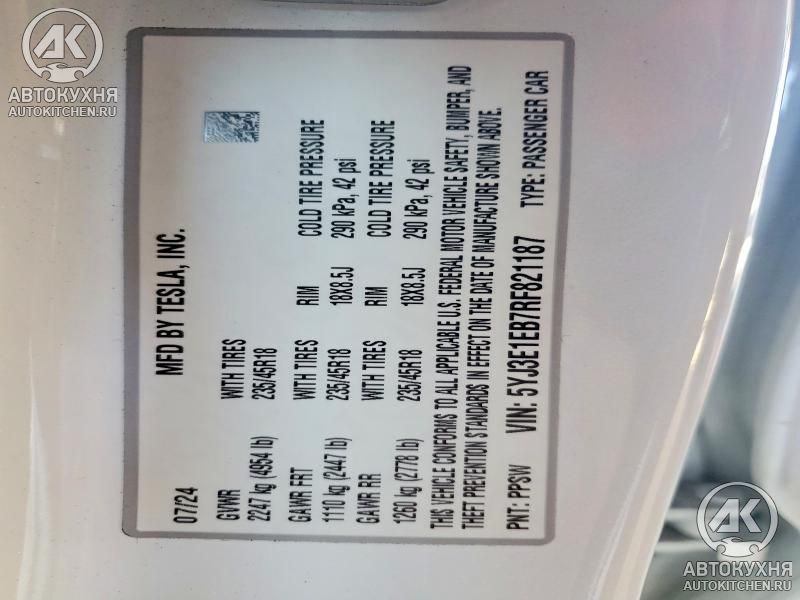 07/24 MFD BY TESLA, INC.
GVWR WITH TIRES
2247 kg (4954 lb) 235/45R18
GAWR FRT WITH TIRES RIM COLD TIRE PRESSURE
1110 kg (2447 lb) 235/45R18 18X8.5J 290 kPa, 42 psi
GAWR RR WITH TIRES RIM COLD TIRE PRESSURE
1260 kg (2778 lb) 235/45R18 18X8.5J 290 kPa, 42 psi
THIS VEHICLE CONFORMS TO ALL APPLICABLE U.S. FEDERAL MOTOR VEHICLE SAFETY, BUMPER, AND
THEFT PREVENTION STANDARDS IN EFFECT ON THE DATE OF MANUFACTURE SHOWN ABOVE.
PNT: PPSW VIN: 5YJ3E1EB7RF821187 TYPE: PASSENGER CAR
АК
АВТОКУХНЯ
AUTOKITCHEN.RU
АК
АВТОКУХНЯ
AUTOKITCHEN.RU